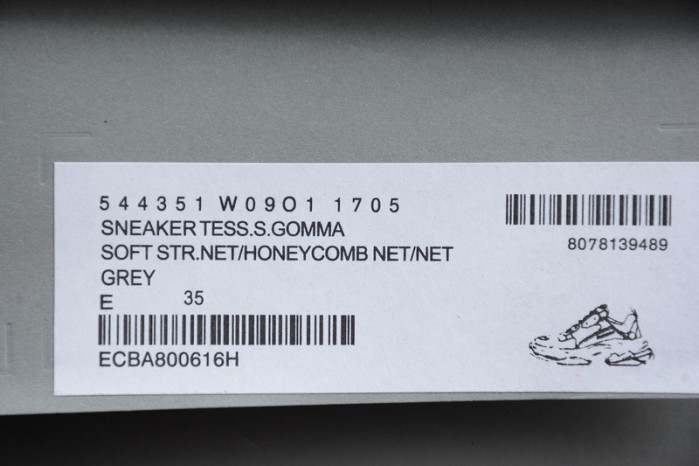 544351 W09O1 1705
SNEAKER TESS.S.GOMMA
SOFT STR.NET/HONEYCOMB NET/NET
GREY
E 35
ECBA800616H
8078139489